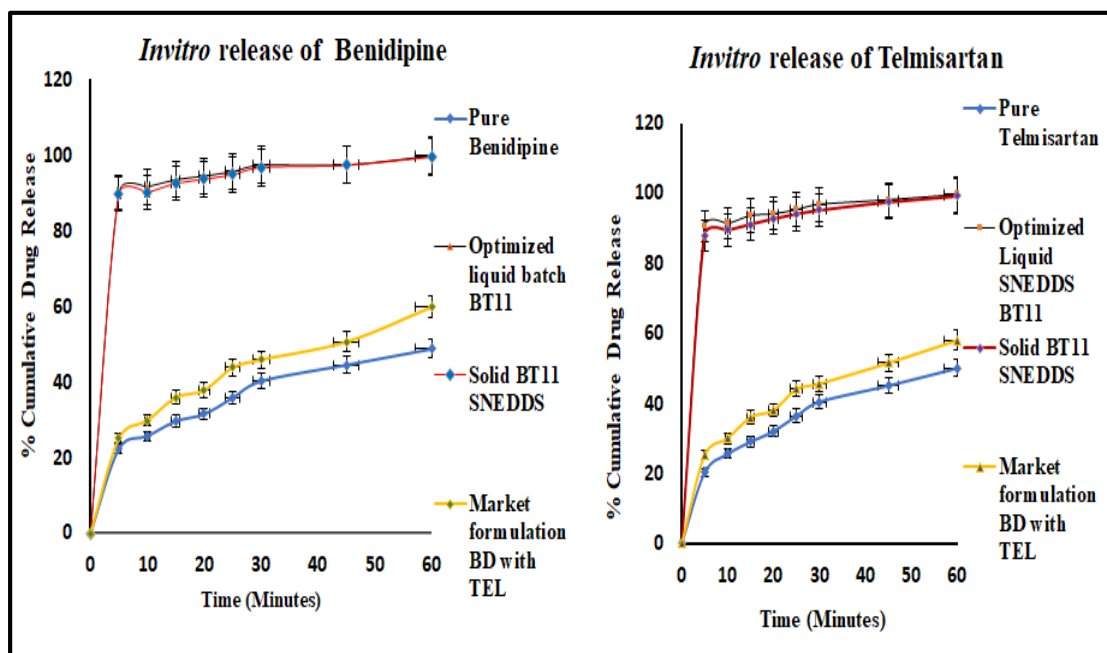 Invitro release of Benidipine
% Cumulative Drug Release
120
100
80
60
40
20
0
0 10 20 30 40 50 60
Time (Minutes)
Pure
Benidipine
Optimized
liquid batch
BT11
Solid BT11
SNEDDS
Market
formulation
BD with
TEL
Invitro release of Telmisartan
% Cumulative Drug Release
120
100
80
60
40
20
0
0 10 20 30 40 50 60
Time (Minutes)
Pure
Telmisartan
Optimized
Liquid
SNEDDS
BT11
Solid BT11
SNEDDS
Market
formulation
BD with
TEL